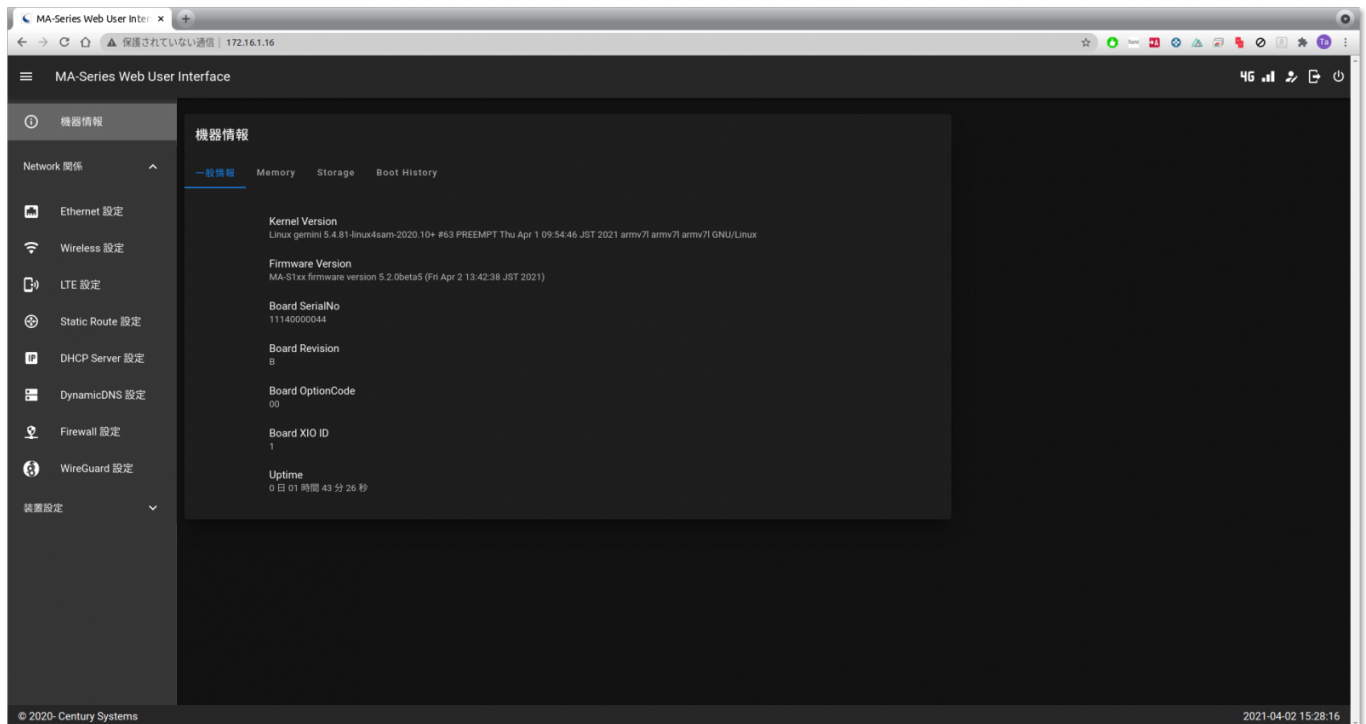 MA-Series Web User Inter
保護されていない通信 | 172.16.1.16
MA-Series Web User Interface
4G
機器情報
Network 関係
Ethernet 設定
Wireless 設定
LTE 設定
Static Route 設定
IP
DHCP Server 設定
DynamicDNS 設定
Firewall 設定
WireGuard 設定
装置設定
機器情報
一般情報 Memory Storage Boot History
Kernel Version
Linux gemini 5.4.81-linux4sam-2020.10+ #63 PREEMPT Thu Apr 1 09:54:46 JST 2021 armv7l armv7l armv7l GNU/Linux
Firmware Version
MA-S1xx firmware version 5.2.0beta5 (Fri Apr 2 13:42:38 JST 2021)
Board SerialNo
11140000044
Board Revision
B
Board OptionCode
00
Board XIO ID
1
Uptime
0 日 01 時間 43 分 26 秒
© 2020- Century Systems
2021-04-02 15:28:16